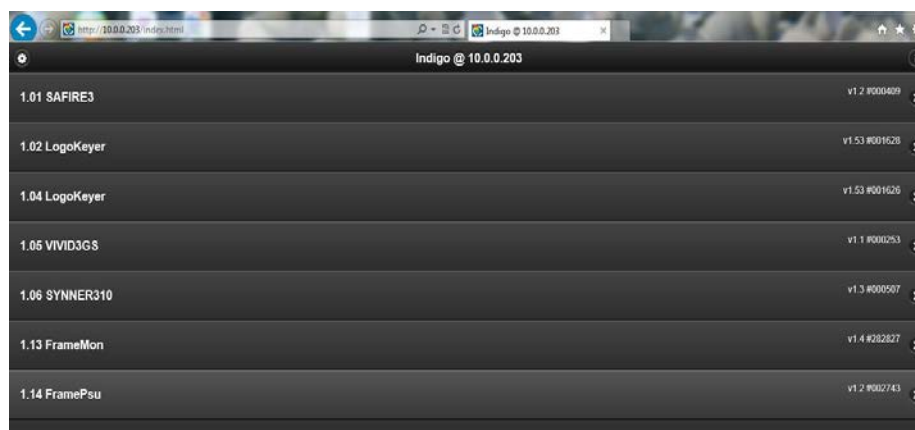 http://10.0.0.203/index.html
Indigo @ 10.0.0.203
Indigo @ 10.0.0.203
1.01 SAFIRE3 v1.2 #000409
1.02 LogoKeyer v1.53 #001628
1.04 LogoKeyer v1.53 #001626
1.05 VIVID3GS v1.1 #000253
1.06 SYNNER310 v1.3 #000507
1.13 FrameMon v1.4 #282827
1.14 FramePsu v1.2 #002743